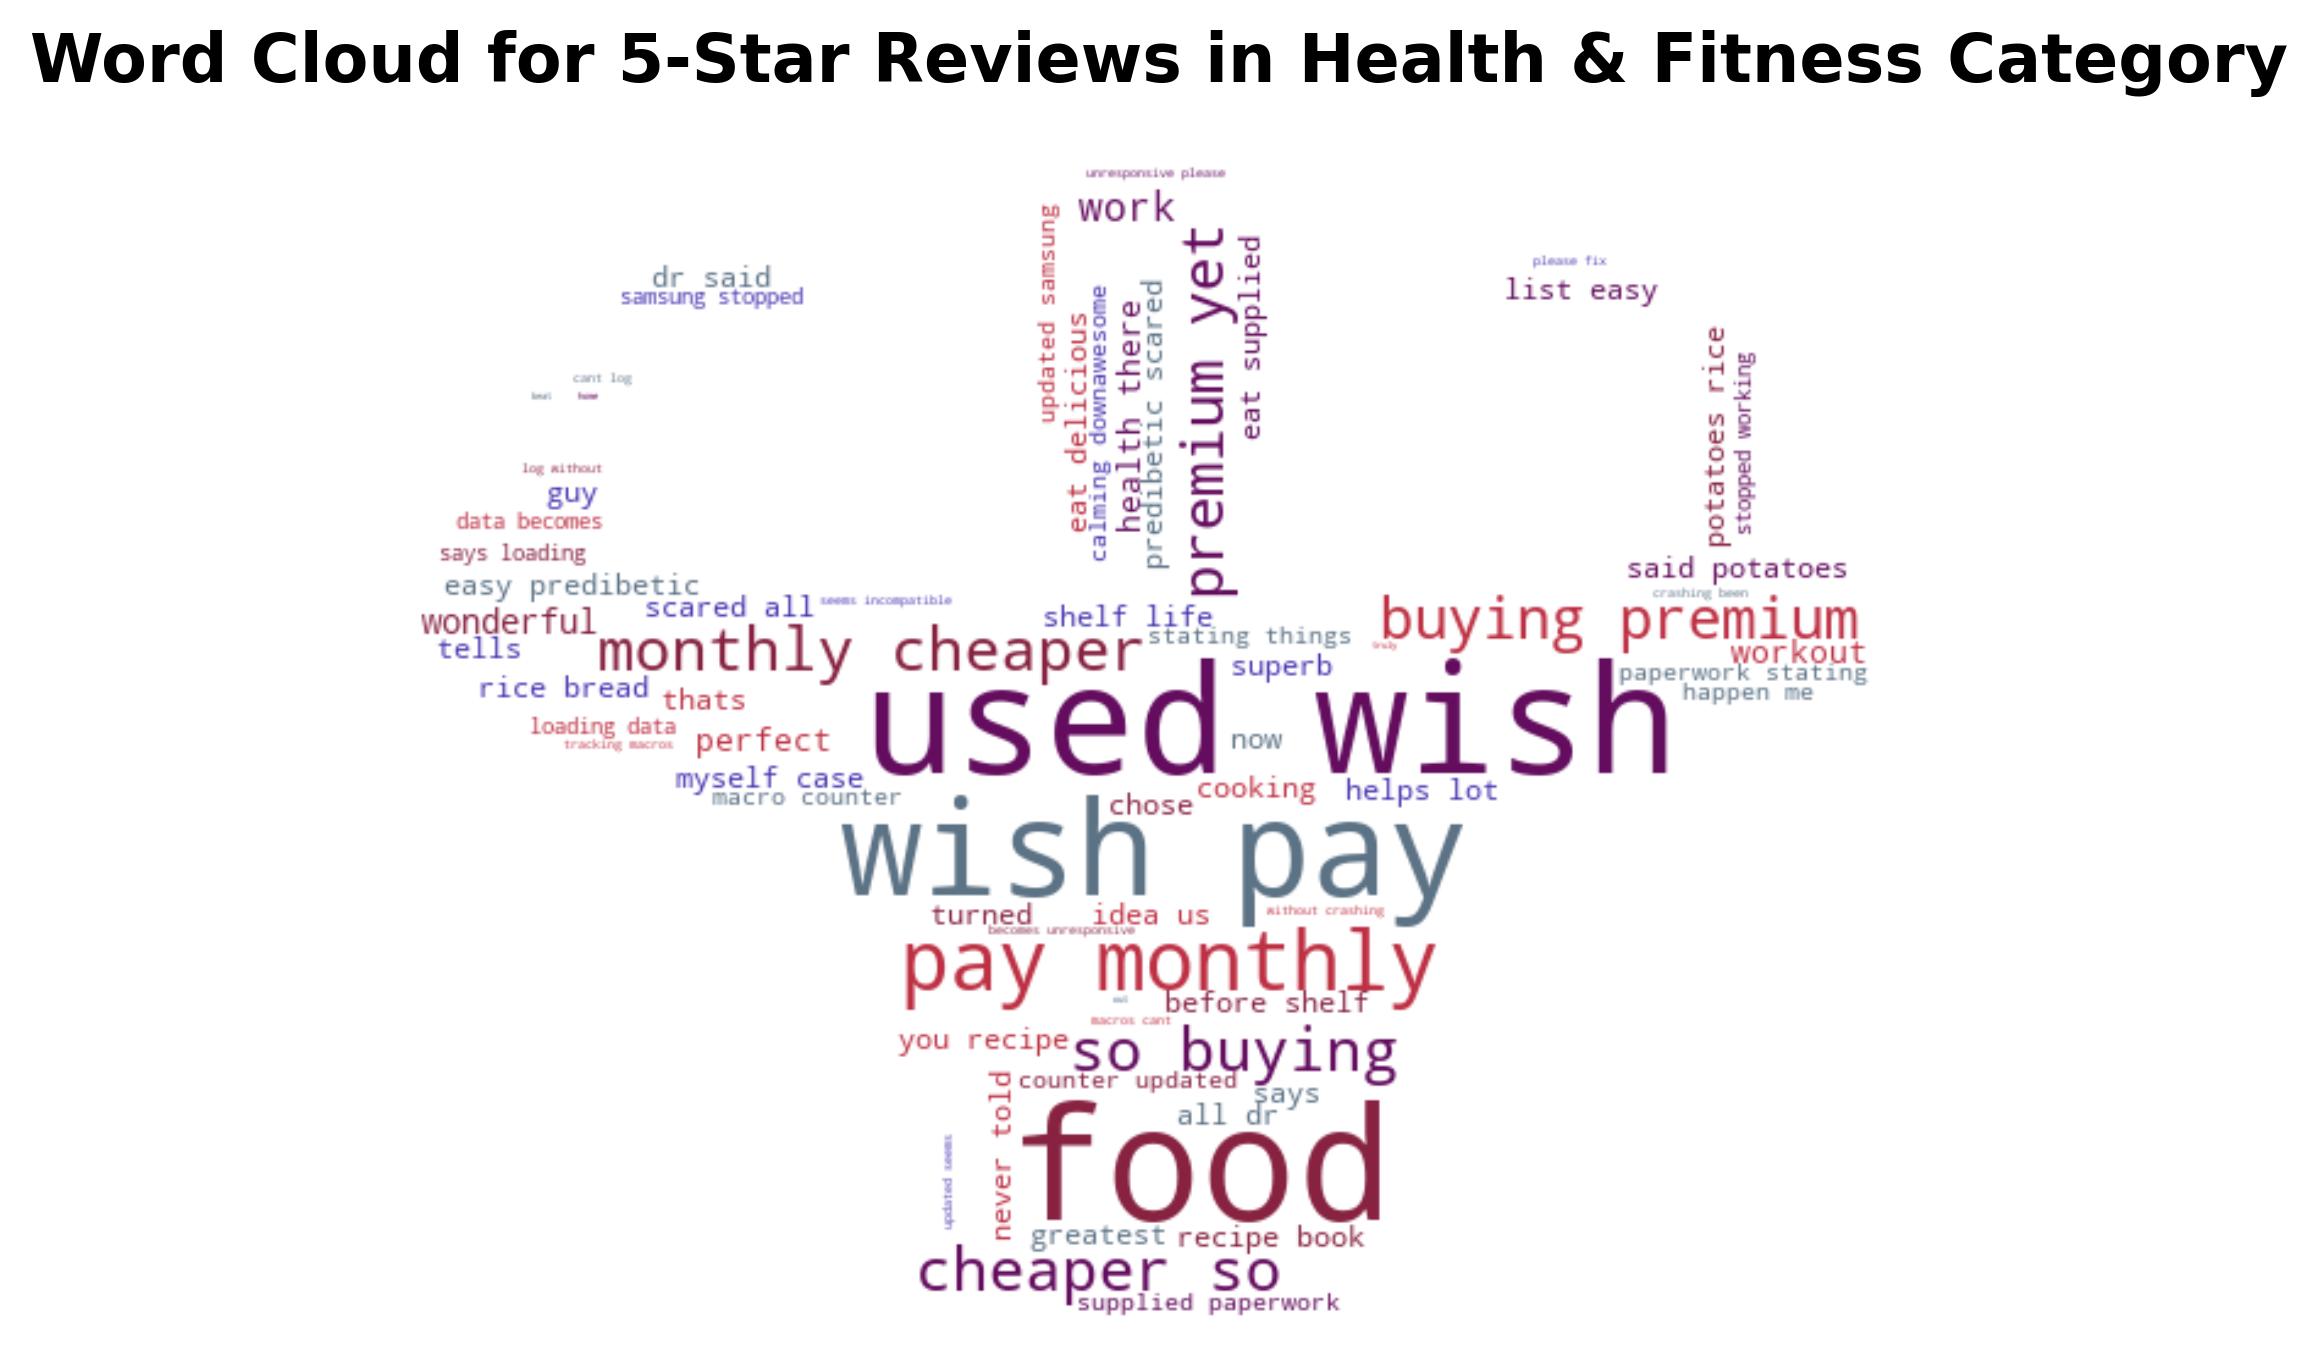 Word Cloud for 5-Star Reviews in Health & Fitness Category
unresponsive please
work
updated samsung
eat delicious
calming downawesome
health there
predibetic scared
premium yet
eat supplied
please fix
list easy
dr said
samsung stopped
potatoes rice
stopped working
cant log
home
log without
guy
data becomes
says loading
easy predibetic
wonderful
tells
scared all
seems incompatible
shelf life
said potatoes
crashing been
buying premium
monthly cheaper
stating things
truly
workout
superb
paperwork stating
happen me
rice bread
thats
used wish
loading data
tracking macros
perfect
now
myself case
macro counter
cooking
helps lot
chose
wish pay
turned
idea us
without crashing
becomes unresponsive
pay monthly
before shelf
macros cant
you recipe
so buying
counter updated
says
all dr
never told
updated seems
food
greatest
recipe book
cheaper so
supplied paperwork